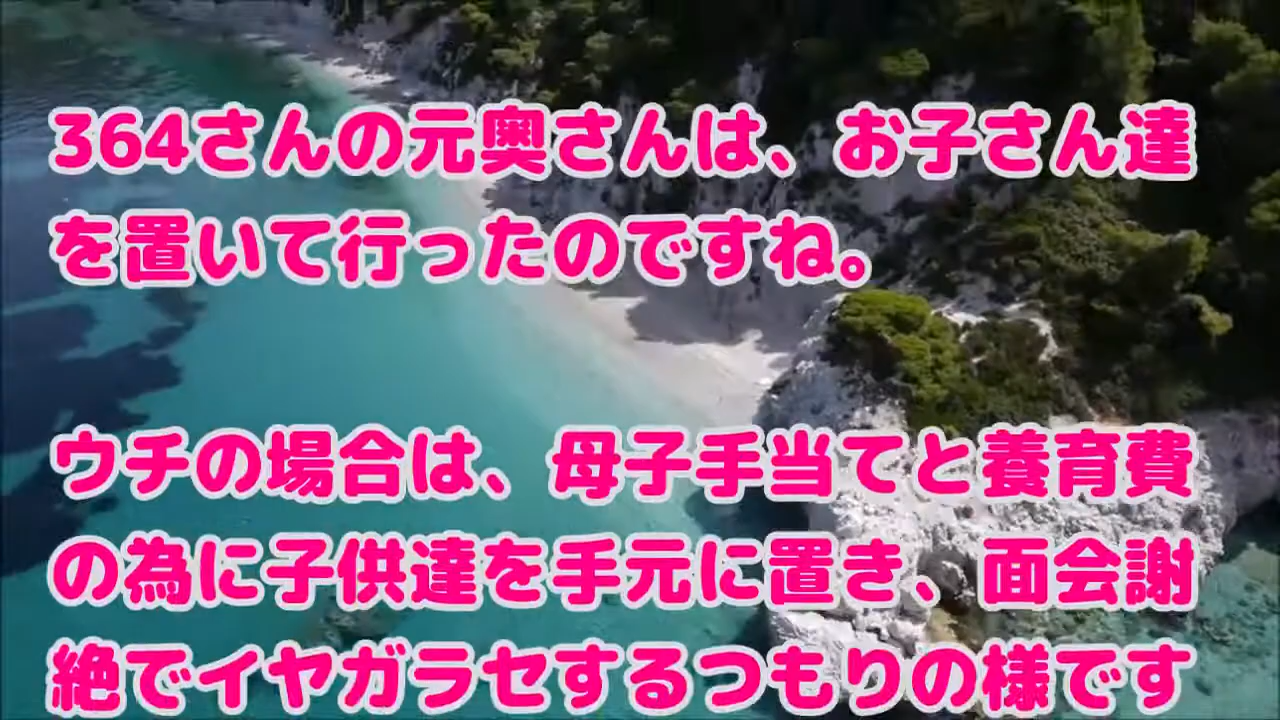 364さんの元奥さんは、お子さん達
を置いて行ったのですね。
ウチの場合は、母子手当てと養育費
の為に子供達を手元に置き、面会謝
絶でイヤガラセするつもりの様です